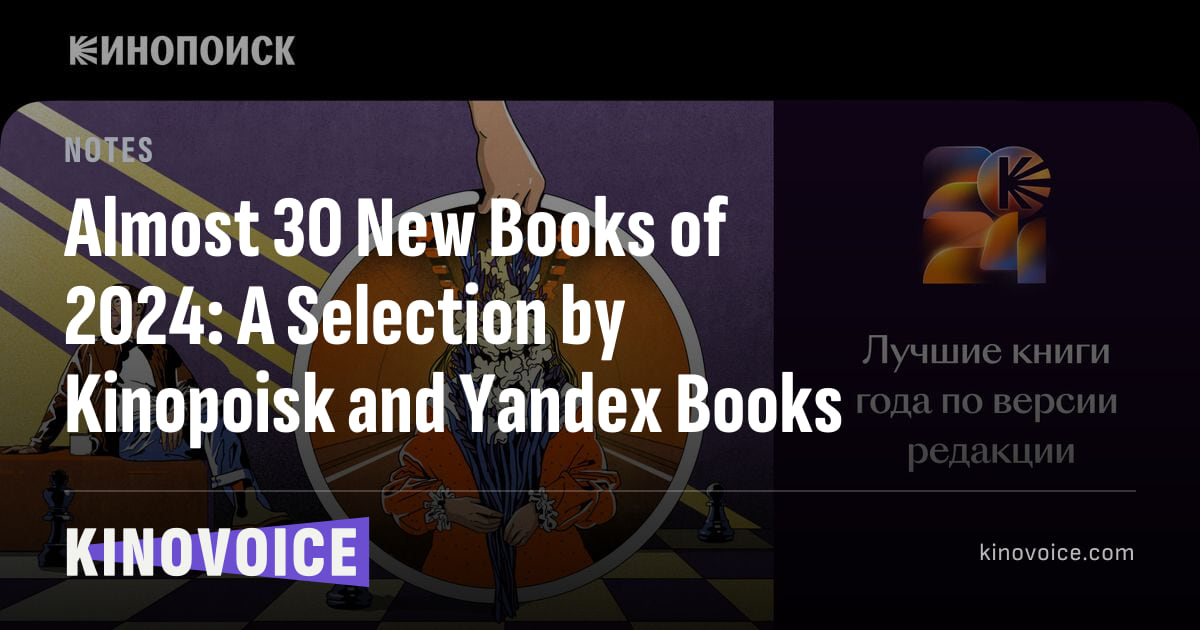 КИНОПОИСК
NOTES
Almost 30 New Books of
2024: A Selection by
Kinopoisk and Yandex Books
2024
Лучшие книги
года по версии
редакции
KINOVOICE
kinovoice.com